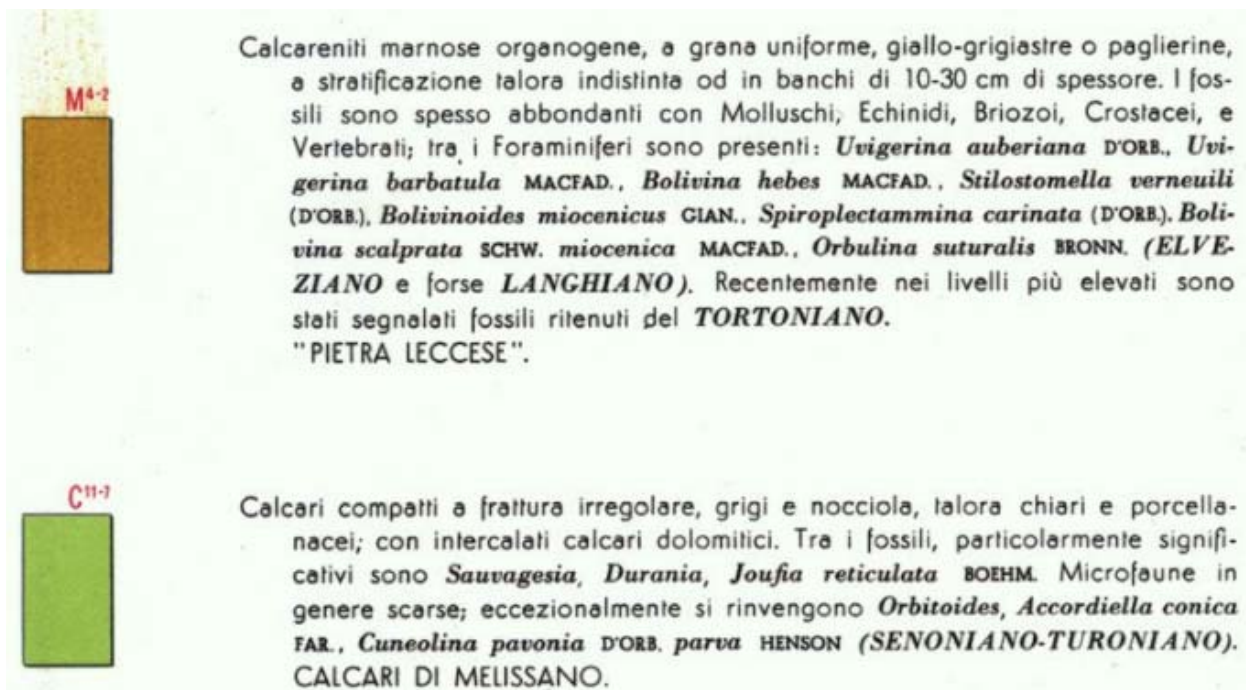 M4-2
Calcareniti marnose organogene, a grana uniforme, giallo-grigiastre o paglierine,
a stratificazione talora indistinta od in banchi di 10-30 cm di spessore. I fos-
sili sono spesso abbondanti con Molluschi, Echinidi, Briozoi, Crostacei, e
Vertebrati; tra i Foraminiferi sono presenti: Uvigerina auberiana D'ORB., Uvi-
gerina barbatula MACFAD., Bolivina hebes MACFAD., Stilostomella verneuili
(D'ORB.), Bolivinoides miocenicus GIAN., Spiroplectammina carinata (D'ORB.), Boli-
vina scalprata SCHW. miocenica MACFAD., Orbulina suturalis BRONN. (ELVE-
ZIANO e forse LANGHIANO). Recentemente nei livelli più elevati sono
stati segnalati fossili ritenuti del TORTONIANO.
"PIETRA LECCESE".
C11-7
Calcari compatti a frattura irregolare, grigi e nocciola, talora chiari e porcella-
nacei; con intercalati calcari dolomitici. Tra i fossili, particolarmente signifi-
cativi sono Sauvagesia, Durania, Joufia reticulata BOEHM. Microfaune in
genere scarse; eccezionalmente si rinvengono Orbitoides, Accordiella conica
FAR., Cuneolina pavonia D'ORB. parva HENSON (SENONIANO-TURONIANO).
CALCARI DI MELISSANO.